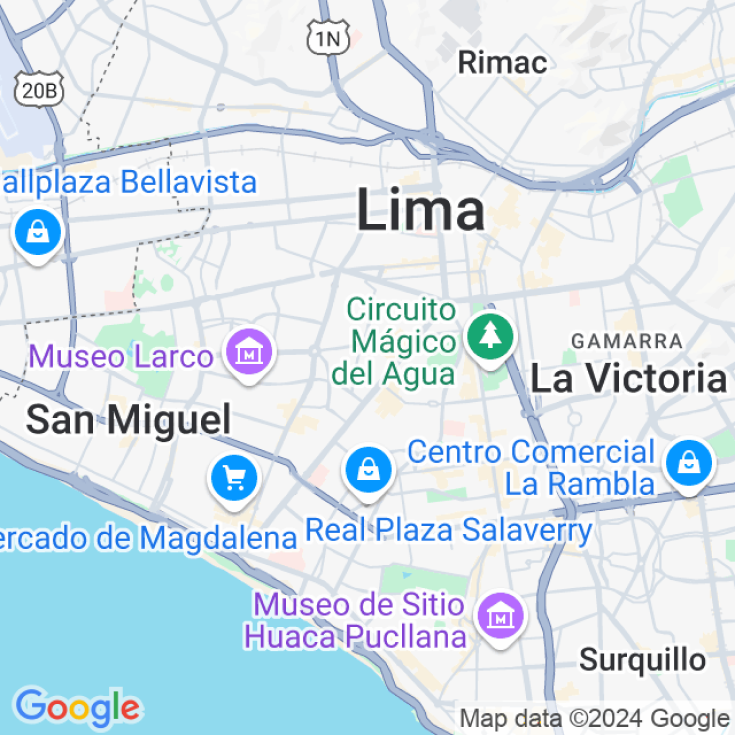 1N
Rimac
20B
allplaza Bellavista
Lima
Circuito
Mágico
del Agua
GAMARRA
Museo Larco
La Victoria
San Miguel
Centro Comercial
La Rambla
Real Plaza Salaverry
ercado de Magdalena
Museo de Sitio
Huaca Pucllana
Surquillo
Google
Map data ©2024 Google